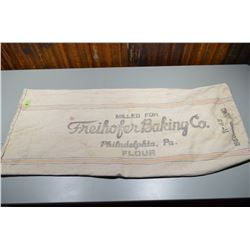 MILLED FOR
Freihofer Baking Co.
Philadelphia, Pa.
FLOUR